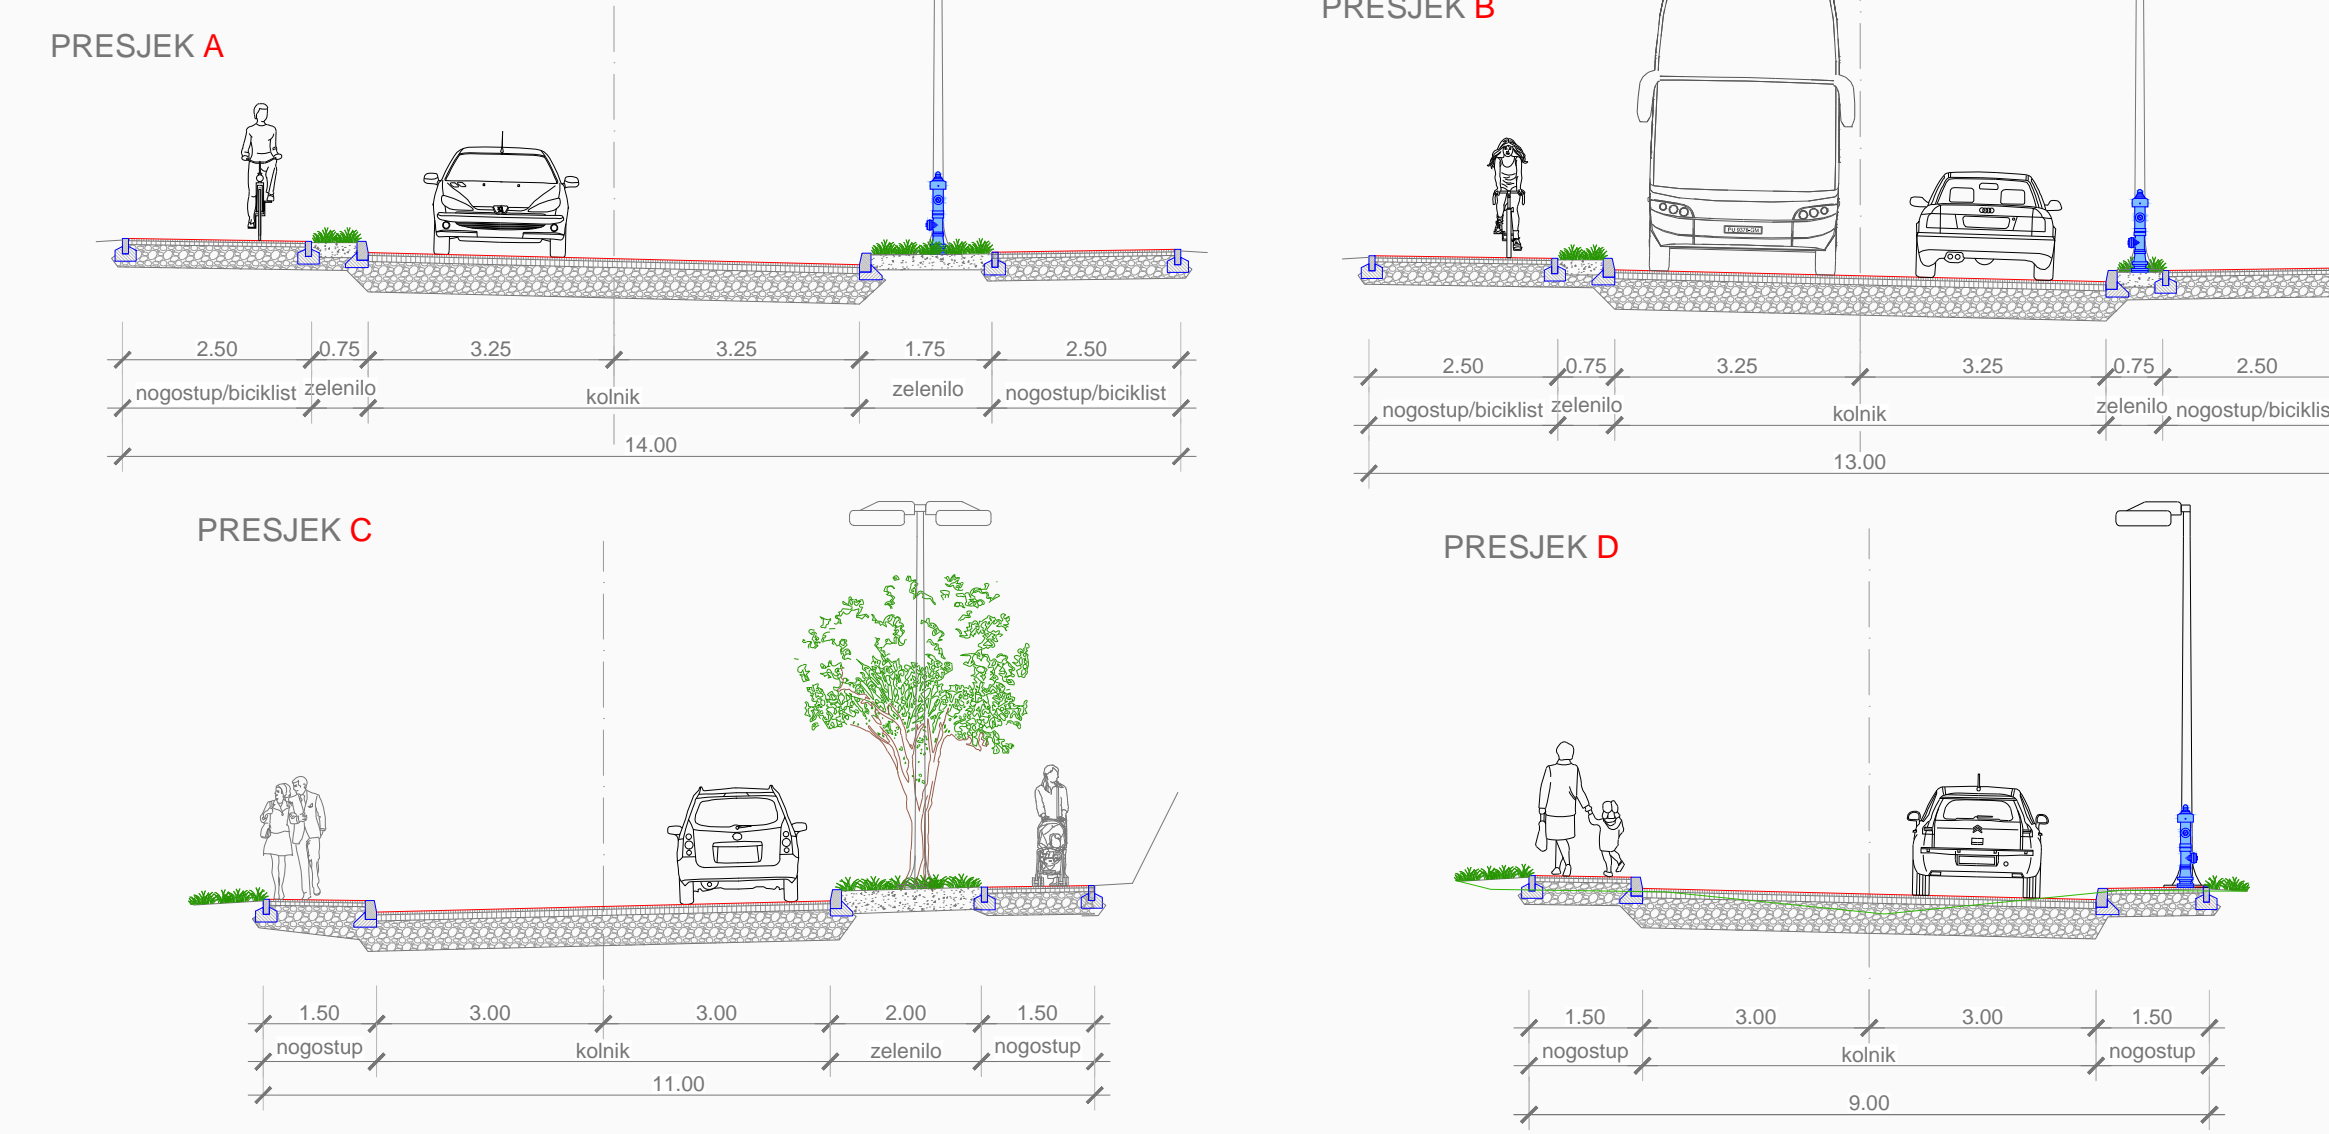 PRESJEK A
2.50 0.75 3.25 3.25 1.75 2.50
nogostup/biciklist zelenilo kolnik zelenilo nogostup/biciklist
14.00
PRESJEK B
2.50 0.75 3.25 3.25 0.75 2.50
nogostup/biciklist zelenilo kolnik zelenilo nogostup/biciklis
13.00
PRESJEK C
1.50 3.00 3.00 2.00 1.50
nogostup kolnik zelenilo nogostup
11.00
PRESJEK D
1.50 3.00 3.00 1.50
nogostup kolnik nogostup
9.00